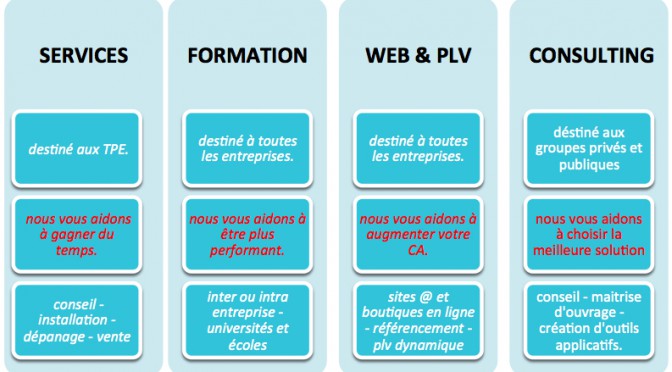 SERVICES
destiné aux TPE.
nous vous aidons
à gagner du
temps.
conseil -
installation -
dépanage - vente
FORMATION
destiné à toutes
les entreprises.
nous vous aidons à
être plus
performant.
inter ou intra
entreprise -
universités et
écoles
WEB & PLV
destiné à toutes
les entreprises.
nous vous aidons à
augmenter votre
CA.
sites @ et
boutiques en ligne
- référencement -
plv dynamique
CONSULTING
déstiné aux
groupes privés et
publiques
nous vous aidons
à choisir la
meilleure solution
conseil - maitrise
d'ouvrage -
création d'outils
applicatifs.